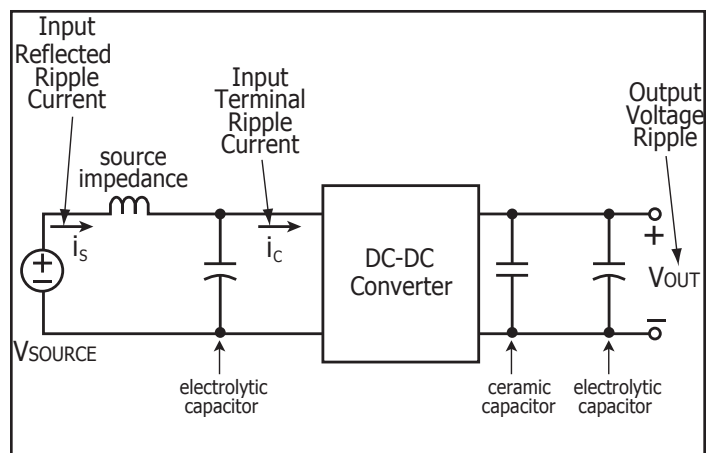 Input
Reflected
Ripple
Current
Input
Terminal
Ripple
Current
Output
Voltage
Ripple
source
impedance
iS
iC
DC-DC
Converter
+
VOUT
−
+
−
VSOURCE
electrolytic
capacitor
ceramic
capacitor
electrolytic
capacitor